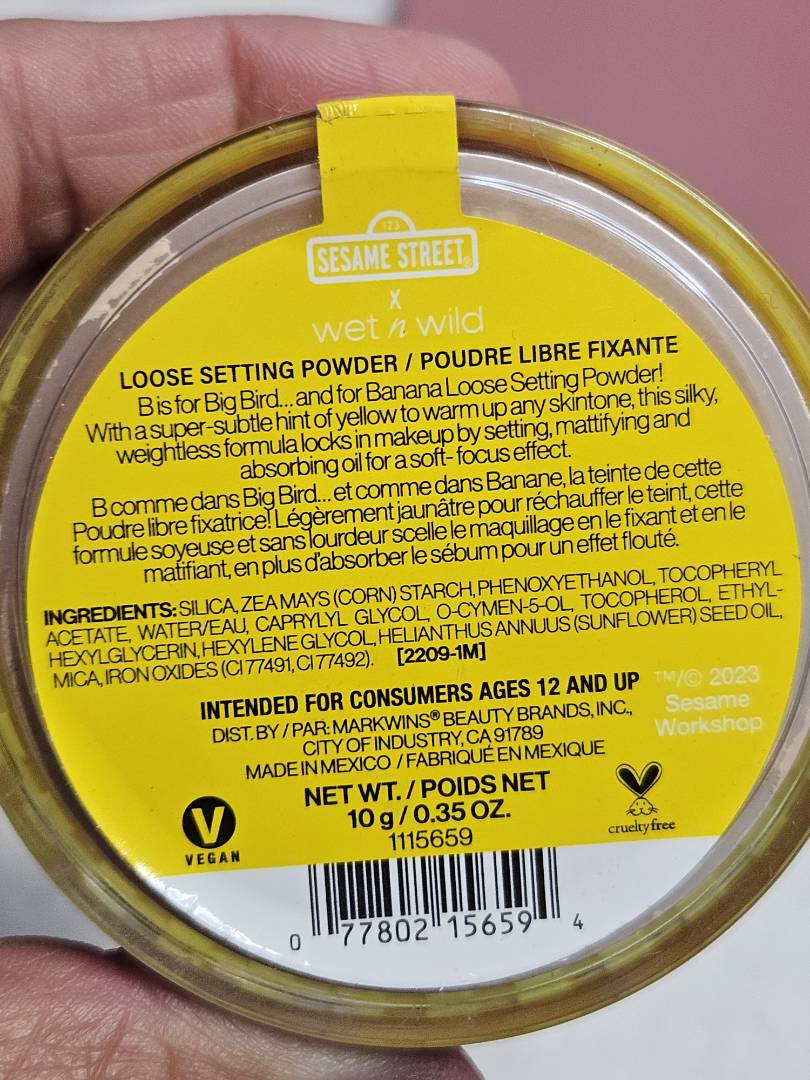 123
SESAME STREET®
X
wet n wild
LOOSE SETTING POWDER / POUDRE LIBRE FIXANTE
B is for Big Bird... and for Banana Loose Setting Powder!
With a super-subtle hint of yellow to warm up any skintone, this silky,
weightless formula locks in makeup by setting, mattifying and
absorbing oil for a soft-focus effect.
B comme dans Big Bird... et comme dans Banane, la teinte de cette
Poudre libre fixatrice! Légèrement jaunâtre pour réchauffer le teint, cette
formule soyeuse et sans lourdeur scelle le maquillage en le fixant et en le
matifiant, en plus d'absorber le sébum pour un effet flouté.
INGREDIENTS: SILICA, ZEA MAYS (CORN) STARCH, PHENOXYETHANOL, TOCOPHERYL
ACETATE, WATER/EAU, CAPRYLYL GLYCOL, O-CYMEN-5-OL, TOCOPHEROL, ETHYL-
HEXYLGLYCERIN, HEXYLENE GLYCOL, HELIANTHUS ANNUUS (SUNFLOWER) SEED OIL,
MICA, IRON OXIDES (CI 77491, CI 77492). [2209-1M]
INTENDED FOR CONSUMERS AGES 12 AND UP
DIST. BY / PAR: MARKWINS® BEAUTY BRANDS, INC.,
CITY OF INDUSTRY, CA 91789
MADE IN MEXICO / FABRIQUÉ EN MEXIQUE
TM/© 2023
Sesame
Workshop
NET WT. / POIDS NET
10 g / 0.35 OZ.
1115659
V
VEGAN
crueltyfree
0 77802 15659 4